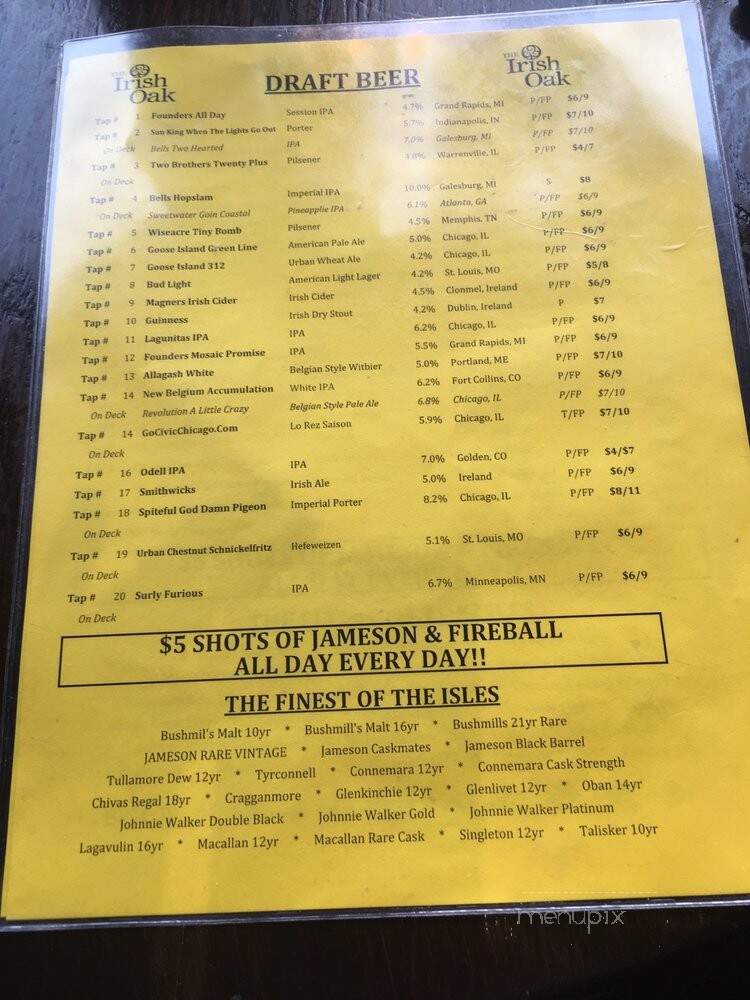 THE Irish Oak
DRAFT BEER
THE Irish Oak
Tap # 1 Founders All Day Session IPA 4.7% Grand Rapids, MI P/FP $6/9
Tap # 2 Sun King When The Lights Go Out Porter 5.7% Indianapolis, IN P/FP $7/10
On Deck Bells Two Hearted IPA 7.0% Galesburg, MI P/FP $7/10
Tap # 3 Two Brothers Twenty Plus Pilsener 4.8% Warrenville, IL P/FP $4/7
On Deck
Tap # 4 Bells Hopslam Imperial IPA 10.0% Galesburg, MI S $8
On Deck Sweetwater Goin Coastal Pineapplie IPA 6.1% Atlanta, GA P/FP $6/9
Tap # 5 Wiseacre Tiny Bomb Pilsener 4.5% Memphis, TN P/FP $6/9
Tap # 6 Goose Island Green Line American Pale Ale 5.0% Chicago, IL P/FP $6/9
Tap # 7 Goose Island 312 Urban Wheat Ale 4.2% Chicago, IL P/FP $6/9
Tap # 8 Bud Light American Light Lager 4.2% St. Louis, MO P/FP $5/8
Tap # 9 Magners Irish Cider Irish Cider 4.5% Clonmel, Ireland P/FP $6/9
Tap # 10 Guinness Irish Dry Stout 4.2% Dublin, Ireland P $7
Tap # 11 Lagunitas IPA IPA 6.2% Chicago, IL P/FP $6/9
Tap # 12 Founders Mosaic Promise IPA 5.5% Grand Rapids, MI P/FP $6/9
Tap # 13 Allagash White Belgian Style Witbier 5.0% Portland, ME P/FP $7/10
Tap # 14 New Belgium Accumulation White IPA 6.2% Fort Collins, CO P/FP $6/9
On Deck Revolution A Little Crazy Belgian Style Pale Ale 6.8% Chicago, IL P/FP $7/10
Tap # 14 GoCivicChicago.Com Lo Rez Saison 5.9% Chicago, IL T/FP $7/10
On Deck
Tap # 16 Odell IPA IPA 7.0% Golden, CO P/FP $4/$7
Tap # 17 Smithwicks Irish Ale 5.0% Ireland P/FP $6/9
Tap # 18 Spiteful God Damn Pigeon Imperial Porter 8.2% Chicago, IL P/FP $8/11
On Deck
Tap # 19 Urban Chestnut Schnickelfritz Hefeweizen 5.1% St. Louis, MO P/FP $6/9
On Deck
Tap # 20 Surly Furious IPA 6.7% Minneapolis, MN P/FP $6/9
On Deck
$5 SHOTS OF JAMESON & FIREBALL
ALL DAY EVERY DAY!!
THE FINEST OF THE ISLES
Bushmil's Malt 10yr * Bushmill's Malt 16yr * Bushmills 21yr Rare
JAMESON RARE VINTAGE * Jameson Caskmates * Jameson Black Barrel
Tullamore Dew 12yr * Tyrconnell * Connemara 12yr * Connemara Cask Strength
Chivas Regal 18yr * Cragganmore * Glenkinchie 12yr * Glenlivet 12yr * Oban 14yr
Johnnie Walker Double Black * Johnnie Walker Gold * Johnnie Walker Platinum
Lagavulin 16yr * Macallan 12yr * Macallan Rare Cask * Singleton 12yr * Talisker 10yr
menupix